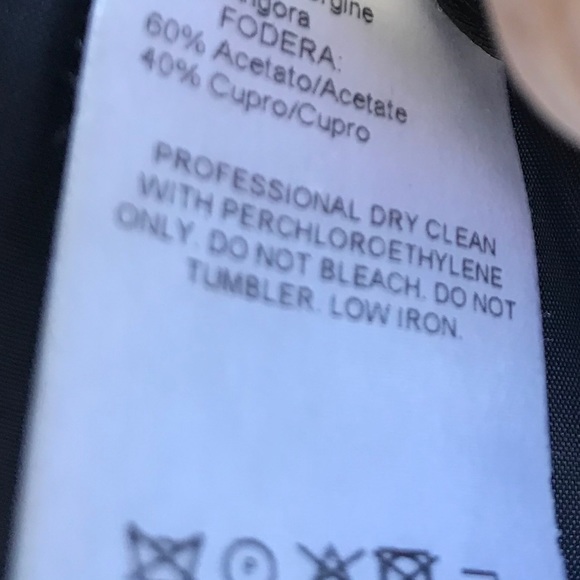 FODERA:
60% Acetato/Acetate
40% Cupro/Cupro
PROFESSIONAL DRY CLEAN
WITH PERCHLOROETHYLENE
ONLY. DO NOT BLEACH. DO NOT
TUMBLER. LOW IRON.
P